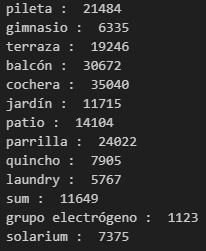 pileta :  21484
gimnasio :  6335
terraza :  19246
balcón :  30672
cochera :  35040
jardín :  11715
patio :  14104
parrilla :  24022
quincho :  7905
laundry :  5767
sum :  11649
grupo electrógeno :  1123
solarium :  7375